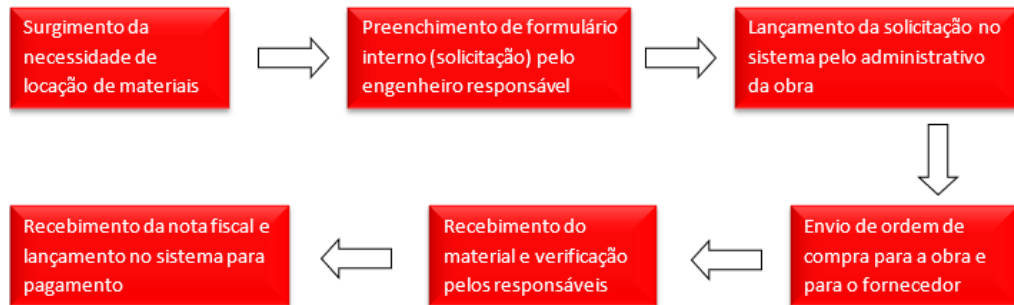 Surgimento da
necessidade de
locação de materiais
Preenchimento de formulário
interno (solicitação) pelo
engenheiro responsável
Lançamento da solicitação no
sistema pelo administrativo
da obra
Envio de ordem de
compra para a obra e
para o fornecedor
Recebimento do
material e verificação
pelos responsáveis
Recebimento da nota fiscal e
lançamento no sistema para
pagamento